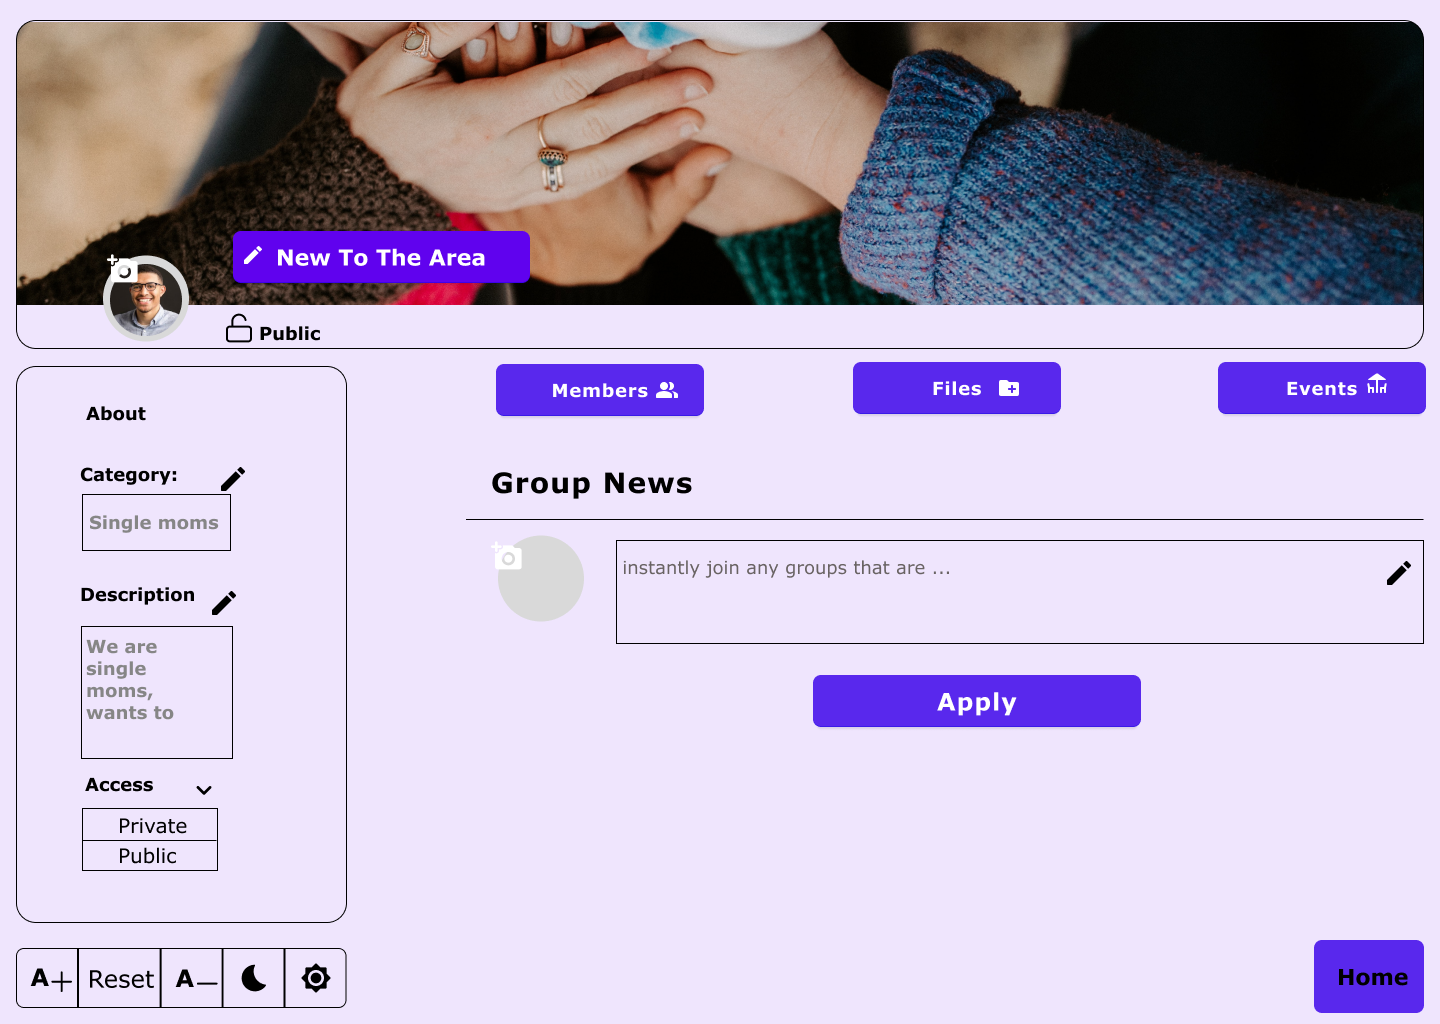 New To The Area
Public
Members
Files
Events
About
Category:
Single moms
Description
We are
single
moms,
wants to
Access
Private
Public
Group News
instantly join any groups that are ...
Apply
A+
Reset
A–
Home